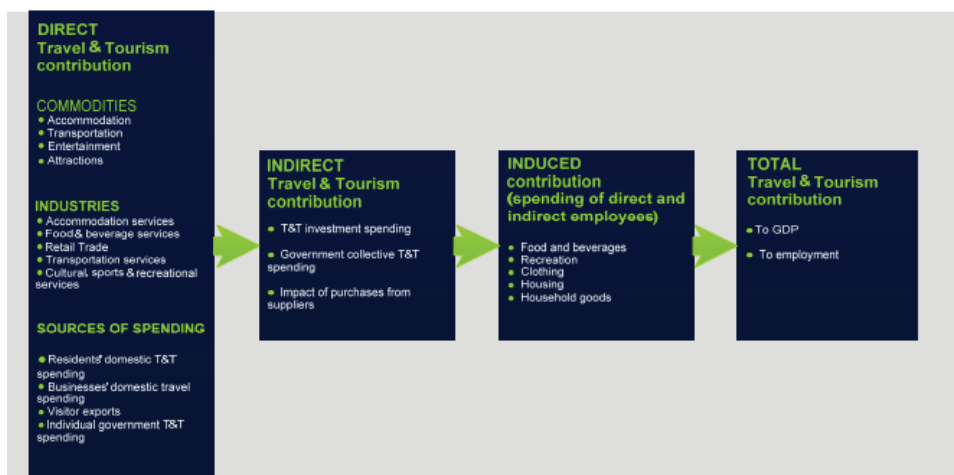 DIRECT
Travel & Tourism
contribution
COMMODITIES
● Accommodation
● Transportation
● Entertainment
● Attractions
INDUSTRIES
● Accommodation services
● Food & beverage services
● Retail Trade
● Transportation services
● Cultural, sports & recreational
services
SOURCES OF SPENDING
● Residents' domestic T&T
spending
● Businesses' domestic travel
spending
● Visitor exports
● Individual government T&T
spending
INDIRECT
Travel & Tourism
contribution
● T&T investment spending
● Government collective T&T
spending
● Impact of purchases from
suppliers
INDUCED
contribution
(spending of direct and
indirect employees)
● Food and beverages
● Recreation
● Clothing
● Housing
● Household goods
TOTAL
Travel & Tourism
contribution
● To GDP
● To employment